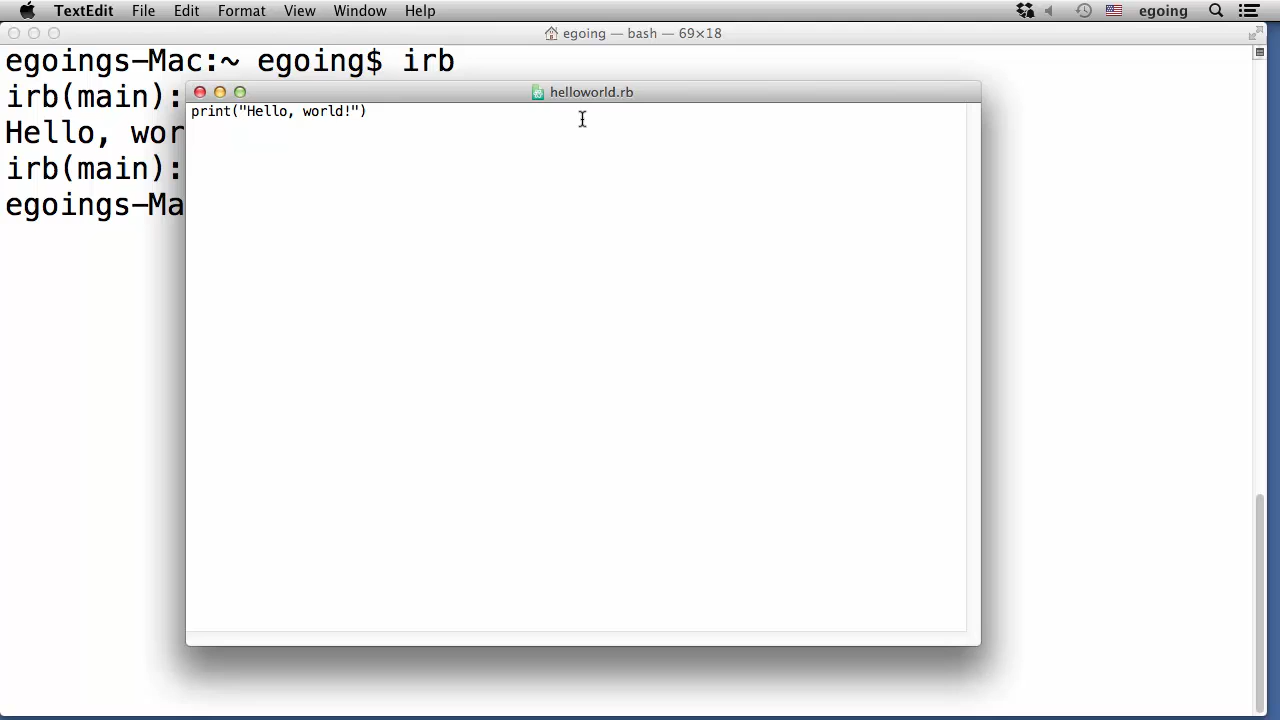 TextEdit File Edit Format View Window Help egoing
egoing — bash — 69×18
egoings-Mac:~ egoing$ irb
irb(main):
Hello, wor
irb(main):
egoings-Ma
helloworld.rb
print("Hello, world!")